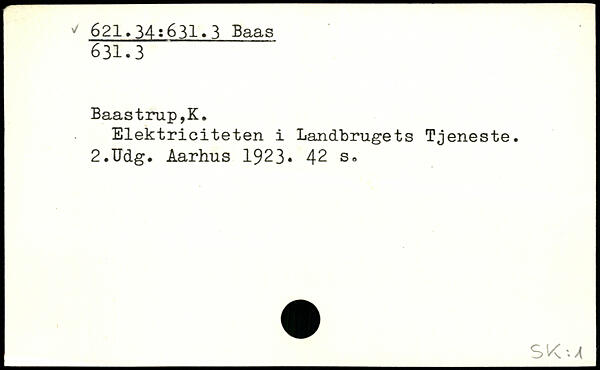 ✓ 621.34:631.3 Baas
631.3
Baastrup,K.
Elektriciteten i Landbrugets Tjeneste.
2.Udg. Aarhus 1923. 42 s.
SK:1